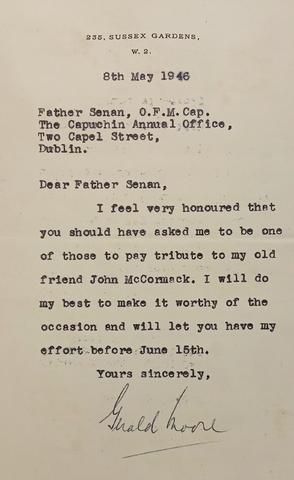 235, SUSSEX GARDENS,
W. 2.
8th May 1946
Father Senan, O.F.M.Cap.
The Capuchin Annual Office,
Two Capel Street,
Dublin.
Dear Father Senan,
I feel very honoured that
you should have asked me to be one
of those to pay tribute to my old
friend John McCormack. I will do
my best to make it worthy of the
occasion and will let you have my
effort before June 15th.
Yours sincerely,
Gerald Moore